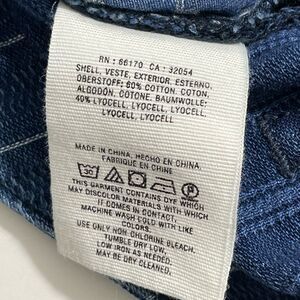 RN : 66170 CA : 32054
SHELL, VESTE, EXTERIOR, ESTERNO,
OBERSTOFF: 60% COTTON, COTON,
ALGODÓN, COTONE, BAUMWOLLE;
40% LYOCELL, LYOCELL, LYOCELL,
LYOCELL, LYOCELL
MADE IN CHINA, HECHO EN CHINA,
FABRIQUE EN CHINE
30
P
THIS GARMENT CONTAINS DYE WHICH
MAY DISCOLOR MATERIALS WITH WHICH
IT COMES IN CONTACT.
MACHINE WASH COLD WITH LIKE
COLORS.
USE ONLY NON CHLORINE BLEACH.
TUMBLE DRY LOW.
LOW IRON AS NEEDED.
MAY BE DRY CLEANED.